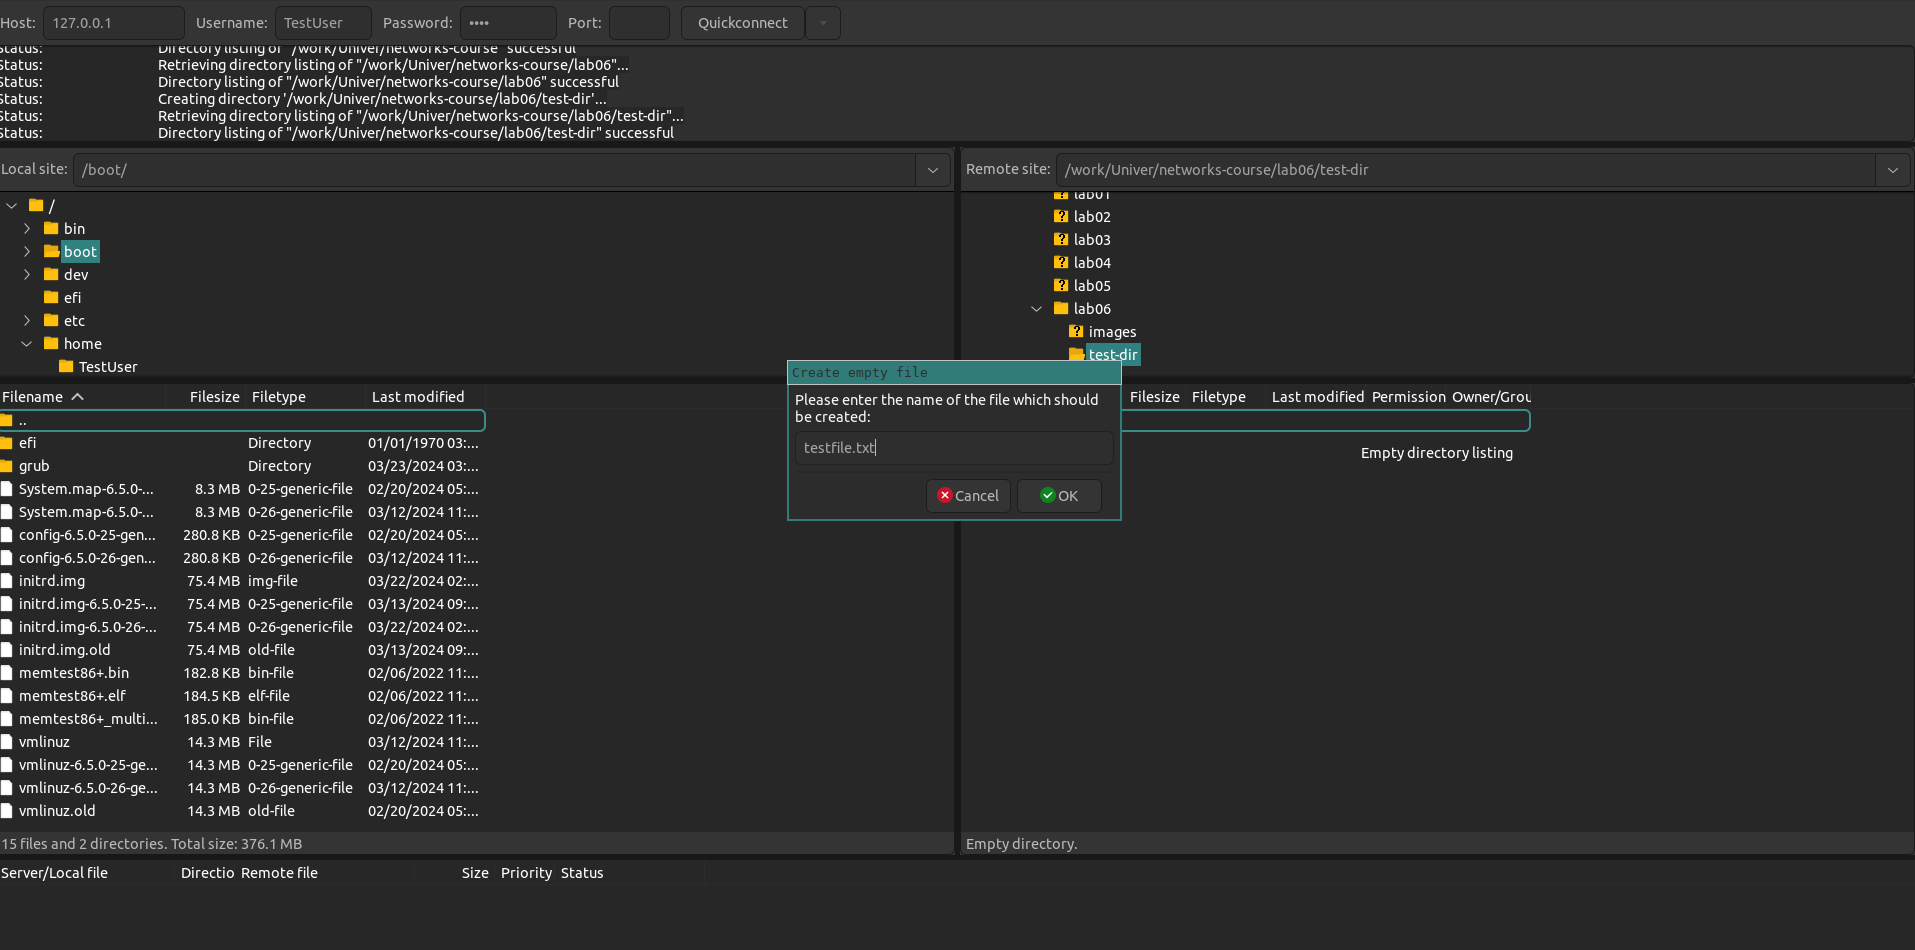 Host: 127.0.0.1 Username: TestUser Password: •••• Port: Quickconnect
Status: Directory listing of "/work/Univer/networks-course" successful
Status: Retrieving directory listing of "/work/Univer/networks-course/lab06"...
Status: Directory listing of "/work/Univer/networks-course/lab06" successful
Status: Creating directory '/work/Univer/networks-course/lab06/test-dir'...
Status: Retrieving directory listing of "/work/Univer/networks-course/lab06/test-dir"...
Status: Directory listing of "/work/Univer/networks-course/lab06/test-dir" successful
Local site: /boot/
/
bin
boot
dev
efi
etc
home
TestUser
Filename Filesize Filetype Last modified
..
efi Directory 01/01/1970 03:...
grub Directory 03/23/2024 03:...
System.map-6.5.0-... 8.3 MB 0-25-generic-file 02/20/2024 05:...
System.map-6.5.0-... 8.3 MB 0-26-generic-file 03/12/2024 11:...
config-6.5.0-25-gen... 280.8 KB 0-25-generic-file 02/20/2024 05:...
config-6.5.0-26-gen... 280.8 KB 0-26-generic-file 03/12/2024 11:...
initrd.img 75.4 MB img-file 03/22/2024 02:...
initrd.img-6.5.0-25-... 75.4 MB 0-25-generic-file 03/13/2024 09:...
initrd.img-6.5.0-26-... 75.4 MB 0-26-generic-file 03/22/2024 02:...
initrd.img.old 75.4 MB old-file 03/13/2024 09:...
memtest86+.bin 182.8 KB bin-file 02/06/2022 11:...
memtest86+.elf 184.5 KB elf-file 02/06/2022 11:...
memtest86+_multi... 185.0 KB bin-file 02/06/2022 11:...
vmlinuz 14.3 MB File 03/12/2024 11:...
vmlinuz-6.5.0-25-ge... 14.3 MB 0-25-generic-file 02/20/2024 05:...
vmlinuz-6.5.0-26-ge... 14.3 MB 0-26-generic-file 03/12/2024 11:...
vmlinuz.old 14.3 MB old-file 02/20/2024 05:...
15 files and 2 directories. Total size: 376.1 MB
Remote site: /work/Univer/networks-course/lab06/test-dir
lab01
lab02
lab03
lab04
lab05
lab06
images
test-dir
Filesize Filetype Last modified Permission Owner/Grou
Empty directory listing
Empty directory.
Create empty file
Please enter the name of the file which should
be created:
testfile.txt
Cancel OK
Server/Local file Directio Remote file Size Priority Status